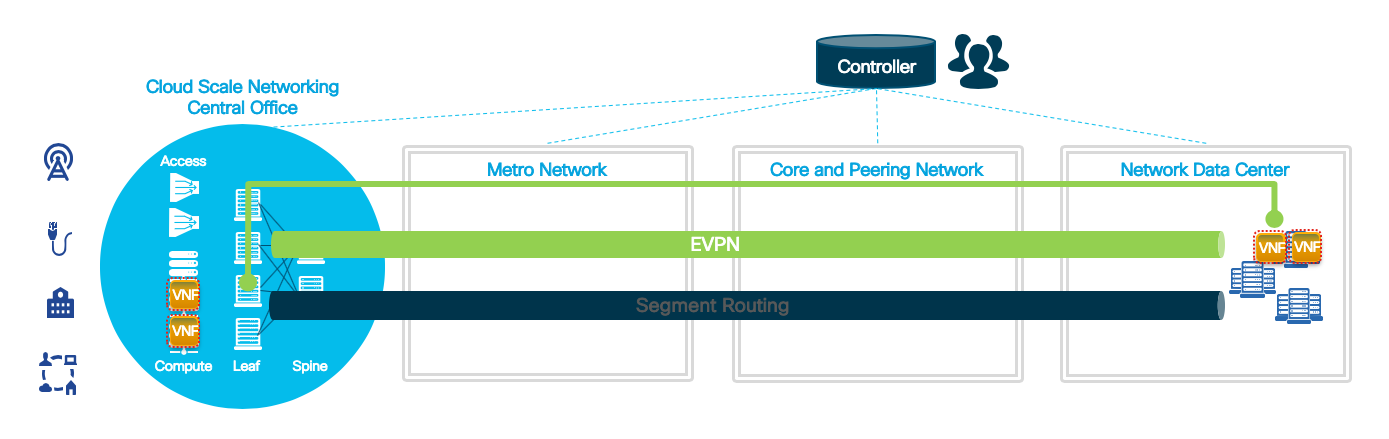 Controller
Cloud Scale Networking
Central Office
Access
Metro Network
Core and Peering Network
Network Data Center
EVPN
VNF
VNF
VNF
Segment Routing
VNF
Compute
Leaf
Spine